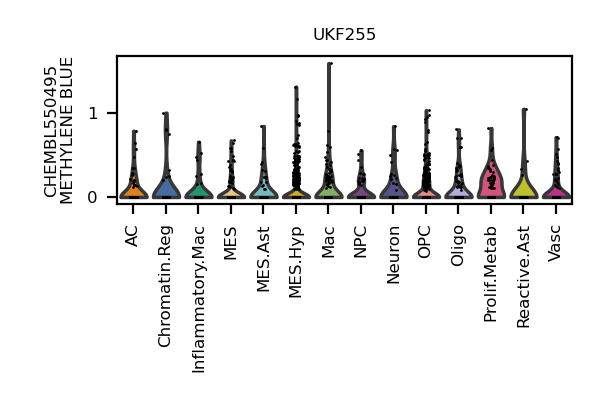 UKF255
CHEMBL550495
METHYLENE BLUE
1
0
AC
Chromatin.Reg
Inflammatory.Mac
MES
MES.Ast
MES.Hyp
Mac
NPC
Neuron
OPC
Oligo
Prolif.Metab
Reactive.Ast
Vasc